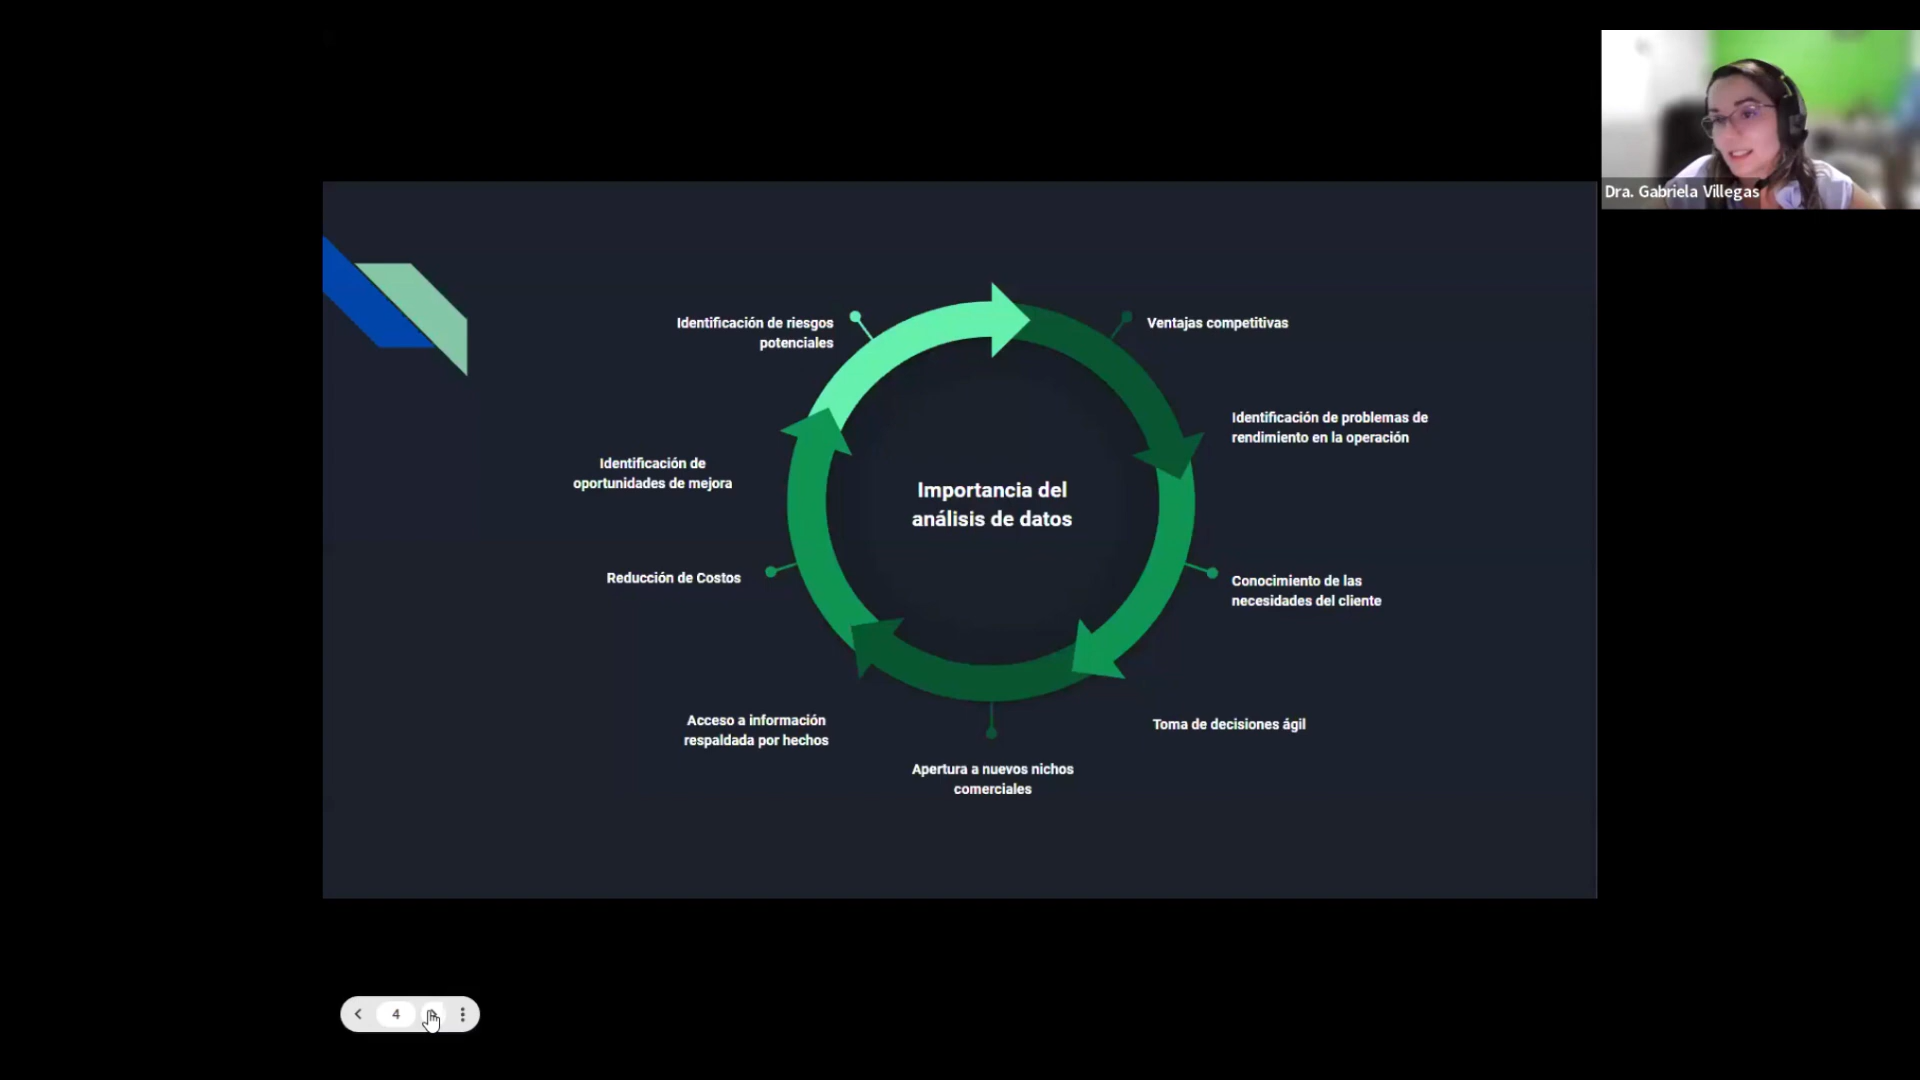 Dra. Gabriela Villegas
Identificación de riesgos
potenciales
Ventajas competitivas
Identificación de problemas de
rendimiento en la operación
Identificación de
oportunidades de mejora
Importancia del
análisis de datos
Reducción de Costos
Conocimiento de las
necesidades del cliente
Acceso a información
respaldada por hechos
Toma de decisiones ágil
Apertura a nuevos nichos
comerciales
4